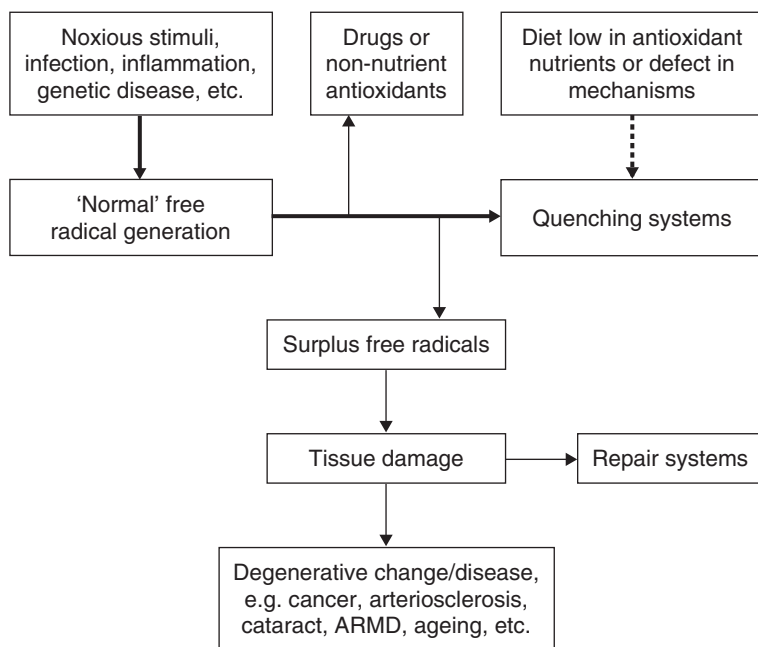 Noxious stimuli,
infection, inflammation,
genetic disease, etc.
Drugs or
non-nutrient
antioxidants
Diet low in antioxidant
nutrients or defect in
mechanisms
‘Normal’ free
radical generation
Quenching systems
Surplus free radicals
Tissue damage
Repair systems
Degenerative change/disease,
e.g. cancer, arteriosclerosis,
cataract, ARMD, ageing, etc.